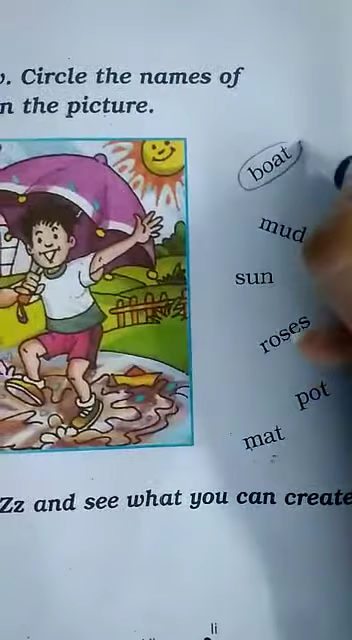 . Circle the names of
n the picture.
boat
mud
sun
roses
pot
mat
Zz and see what you can create